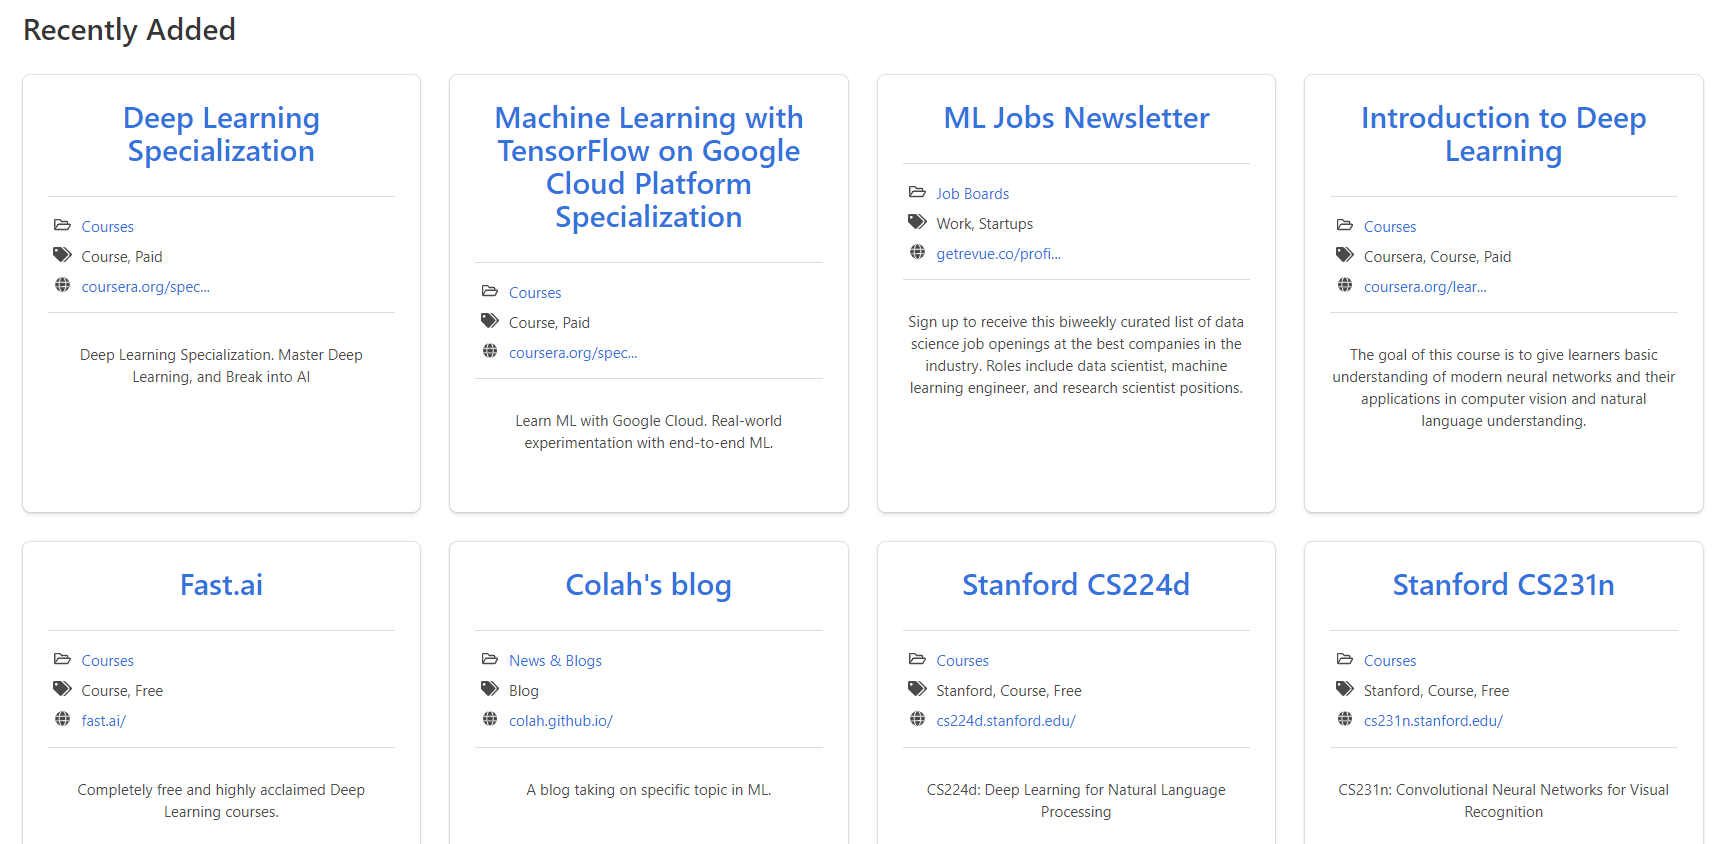 Recently Added
Deep Learning
Specialization
Courses
Course, Paid
coursera.org/spec...
Deep Learning Specialization. Master Deep
Learning, and Break into AI
Machine Learning with
TensorFlow on Google
Cloud Platform
Specialization
Courses
Course, Paid
coursera.org/spec...
Learn ML with Google Cloud. Real-world
experimentation with end-to-end ML.
ML Jobs Newsletter
Job Boards
Work, Startups
getrevue.co/profi...
Sign up to receive this biweekly curated list of data
science job openings at the best companies in the
industry. Roles include data scientist, machine
learning engineer, and research scientist positions.
Introduction to Deep
Learning
Courses
Coursera, Course, Paid
coursera.org/lear...
The goal of this course is to give learners basic
understanding of modern neural networks and their
applications in computer vision and natural
language understanding.
Fast.ai
Courses
Course, Free
fast.ai/
Completely free and highly acclaimed Deep
Learning courses.
Colah's blog
News & Blogs
Blog
colah.github.io/
A blog taking on specific topic in ML.
Stanford CS224d
Courses
Stanford, Course, Free
cs224d.stanford.edu/
CS224d: Deep Learning for Natural Language
Processing
Stanford CS231n
Courses
Stanford, Course, Free
cs231n.stanford.edu/
CS231n: Convolutional Neural Networks for Visual
Recognition